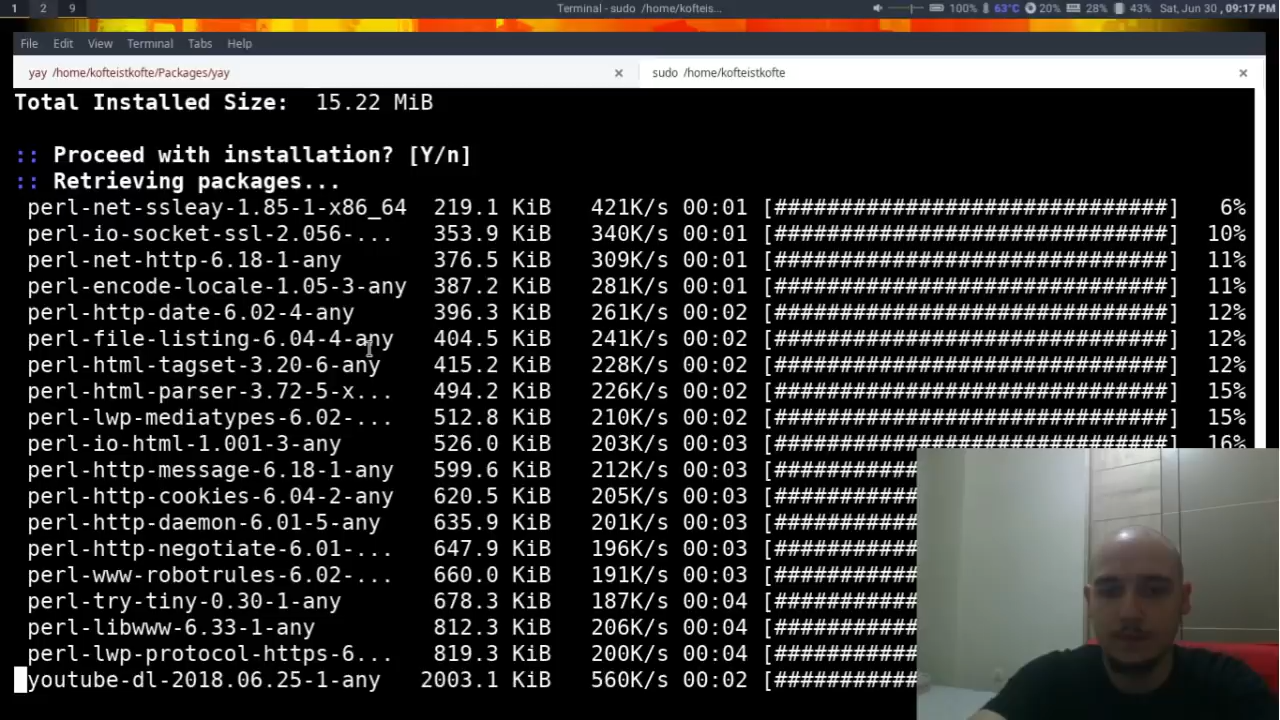 1 2 9 Terminal - sudo /home/kofteis... 100% 63°C 20% 28% 43% Sat, Jun 30 , 09:17 PM
File Edit View Terminal Tabs Help
yay /home/kofteistkofte/Packages/yay × sudo /home/kofteistkofte ×
Total Installed Size: 15.22 MiB
:: Proceed with installation? [Y/n]
:: Retrieving packages...
perl-net-ssleay-1.85-1-x86_64 219.1 KiB 421K/s 00:01 [##############################] 6%
perl-io-socket-ssl-2.056-... 353.9 KiB 340K/s 00:01 [##############################] 10%
perl-net-http-6.18-1-any 376.5 KiB 309K/s 00:01 [##############################] 11%
perl-encode-locale-1.05-3-any 387.2 KiB 281K/s 00:01 [##############################] 11%
perl-http-date-6.02-4-any 396.3 KiB 261K/s 00:02 [##############################] 12%
perl-file-listing-6.04-4-any 404.5 KiB 241K/s 00:02 [##############################] 12%
perl-html-tagset-3.20-6-any 415.2 KiB 228K/s 00:02 [##############################] 12%
perl-html-parser-3.72-5-x... 494.2 KiB 226K/s 00:02 [##############################] 15%
perl-lwp-mediatypes-6.02-... 512.8 KiB 210K/s 00:02 [##############################] 15%
perl-io-html-1.001-3-any 526.0 KiB 203K/s 00:03 [##############################] 16%
perl-http-message-6.18-1-any 599.6 KiB 212K/s 00:03 [###########
perl-http-cookies-6.04-2-any 620.5 KiB 205K/s 00:03 [###########
perl-http-daemon-6.01-5-any 635.9 KiB 201K/s 00:03 [###########
perl-http-negotiate-6.01-... 647.9 KiB 196K/s 00:03 [###########
perl-www-robotrules-6.02-... 660.0 KiB 191K/s 00:03 [###########
perl-try-tiny-0.30-1-any 678.3 KiB 187K/s 00:04 [###########
perl-libwww-6.33-1-any 812.3 KiB 206K/s 00:04 [###########
perl-lwp-protocol-https-6... 819.3 KiB 200K/s 00:04 [###########
youtube-dl-2018.06.25-1-any 2003.1 KiB 560K/s 00:02 [###########